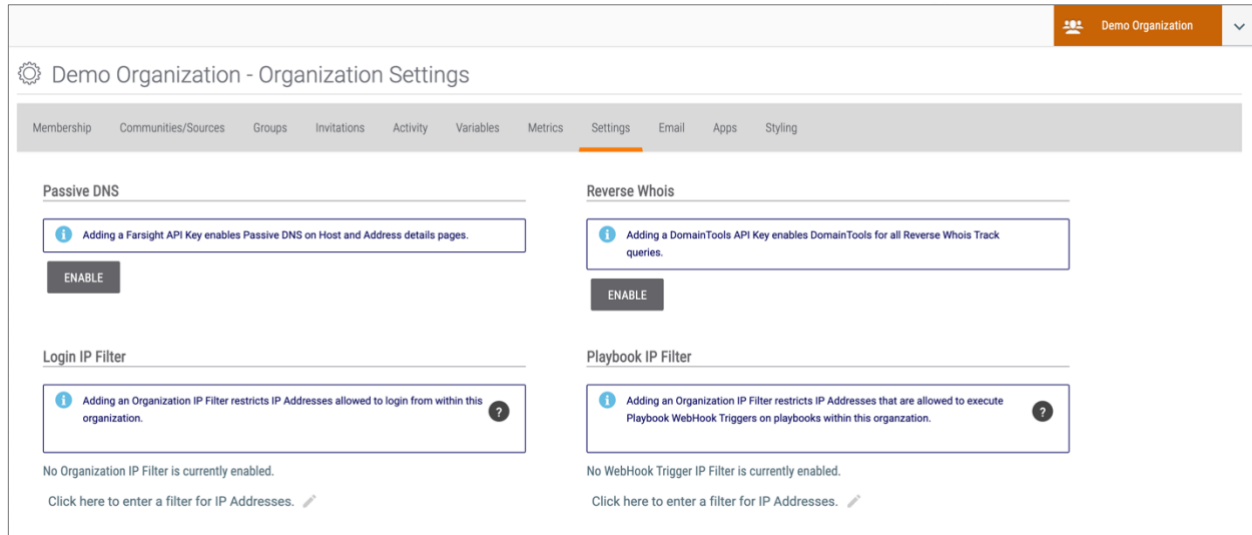 Demo Organization
Demo Organization - Organization Settings
Membership Communities/Sources Groups Invitations Activity Variables Metrics Settings Email Apps Styling
Passive DNS
Adding a Farsight API Key enables Passive DNS on Host and Address details pages.
ENABLE
Reverse Whois
Adding a DomainTools API Key enables DomainTools for all Reverse Whois Track
queries.
ENABLE
Login IP Filter
Adding an Organization IP Filter restricts IP Addresses allowed to login from within this
organization.
?
No Organization IP Filter is currently enabled.
Click here to enter a filter for IP Addresses.
Playbook IP Filter
Adding an Organization IP Filter restricts IP Addresses that are allowed to execute
Playbook WebHook Triggers on playbooks within this organzation.
?
No WebHook Trigger IP Filter is currently enabled.
Click here to enter a filter for IP Addresses.